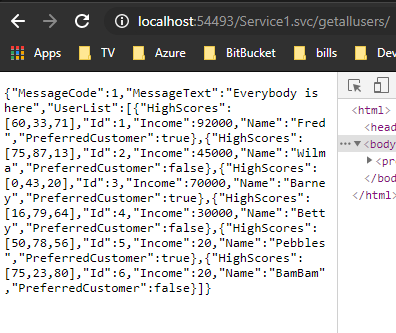 localhost:54493/Service1.svc/getallusers/
Apps TV Azure BitBucket bills Dev
{"MessageCode":1,"MessageText":"Everybody is
here","UserList":[{"HighScores":
[60,33,71],"Id":1,"Income":92000,"Name":"Fred
","PreferredCustomer":true},{"HighScores":
[75,87,13],"Id":2,"Income":45000,"Name":"Wilm
a","PreferredCustomer":false},{"HighScores":
[0,43,20],"Id":3,"Income":70000,"Name":"Barne
y","PreferredCustomer":true},{"HighScores":
[16,79,64],"Id":4,"Income":30000,"Name":"Bett
y","PreferredCustomer":false},{"HighScores":
[50,78,56],"Id":5,"Income":20,"Name":"Pebbles
","PreferredCustomer":true},{"HighScores":
[75,23,80],"Id":6,"Income":20,"Name":"BamBam"
,"PreferredCustomer":false}]}
<html>
<head
<body
<pr
</body
</html>